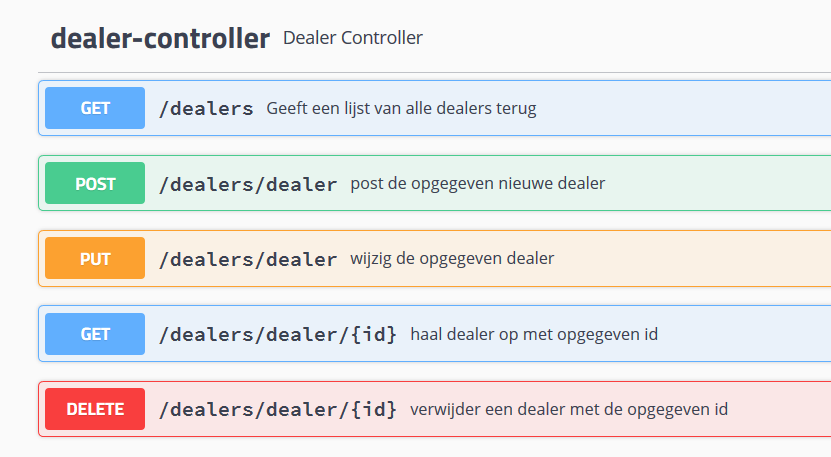 dealer-controller Dealer Controller
GET /dealers Geeft een lijst van alle dealers terug
POST /dealers/dealer post de opgegeven nieuwe dealer
PUT /dealers/dealer wijzig de opgegeven dealer
GET /dealers/dealer/{id} haal dealer op met opgegeven id
DELETE /dealers/dealer/{id} verwijder een dealer met de opgegeven id